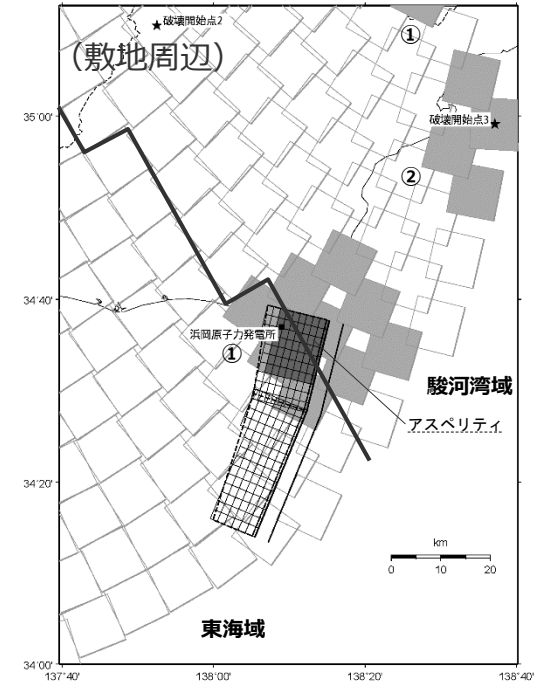 破壊開始点2
(敷地周辺)
①
35°00'
破壊開始点3
②
34°40'
浜岡原子力発電所
①
駿河湾域
アスペリティ
34°20'
km
0 10 20
東海域
34°00'
137°40' 138°00' 138°20' 138°40'